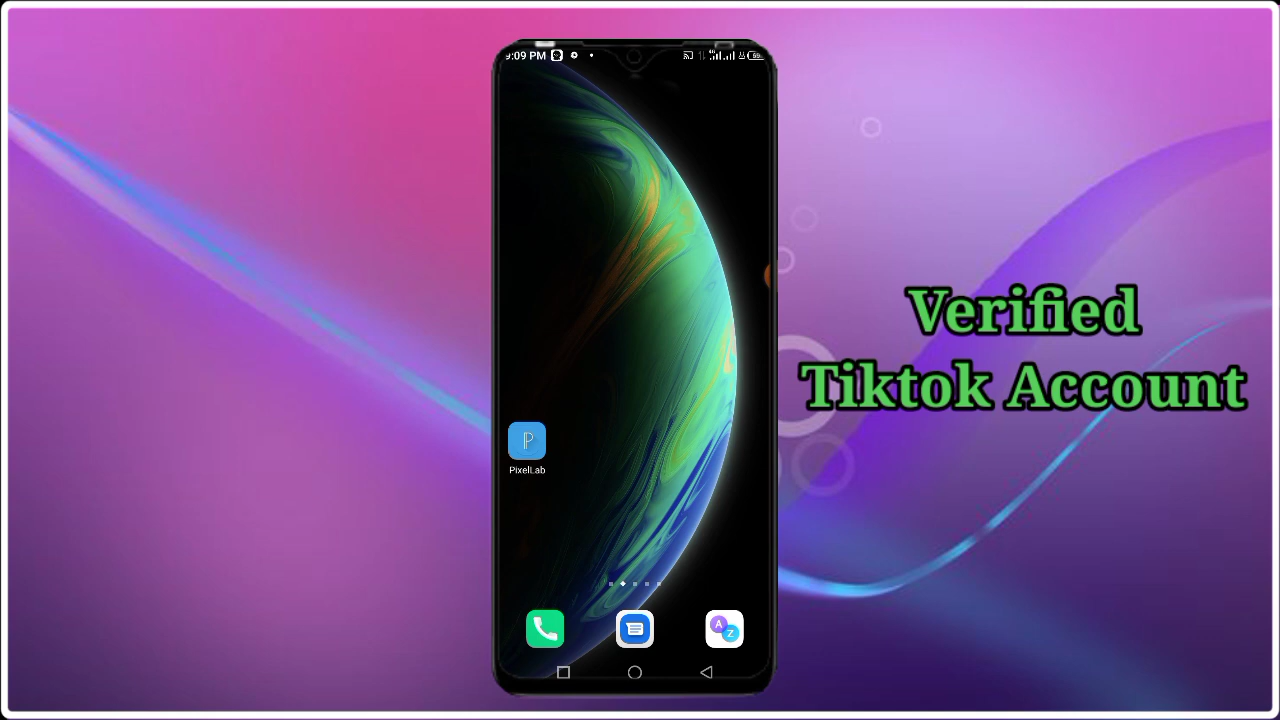 9:09 PM
Verified
Tiktok Account
PixelLab
A
Z